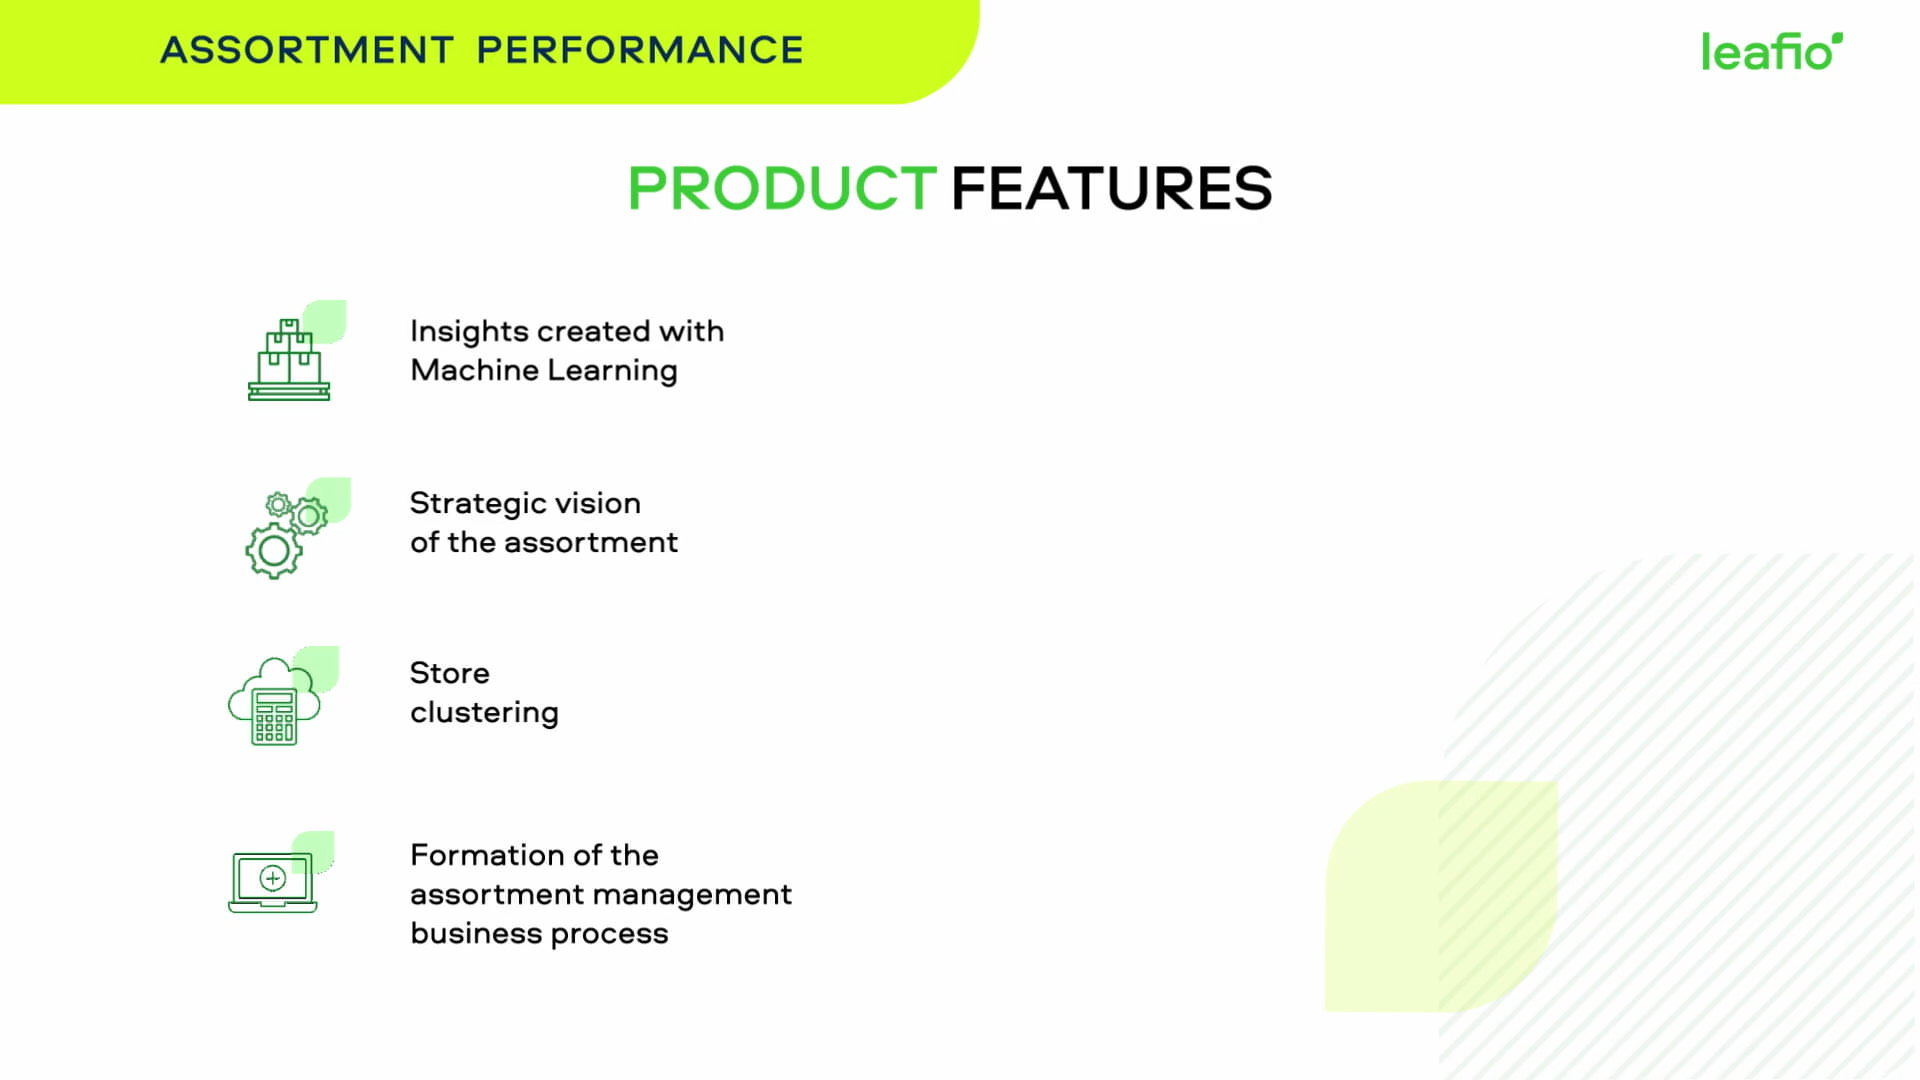 ASSORTMENT PERFORMANCE
leafio
PRODUCT FEATURES
Insights created with
Machine Learning
Strategic vision
of the assortment
Store
clustering
Formation of the
assortment management
business process